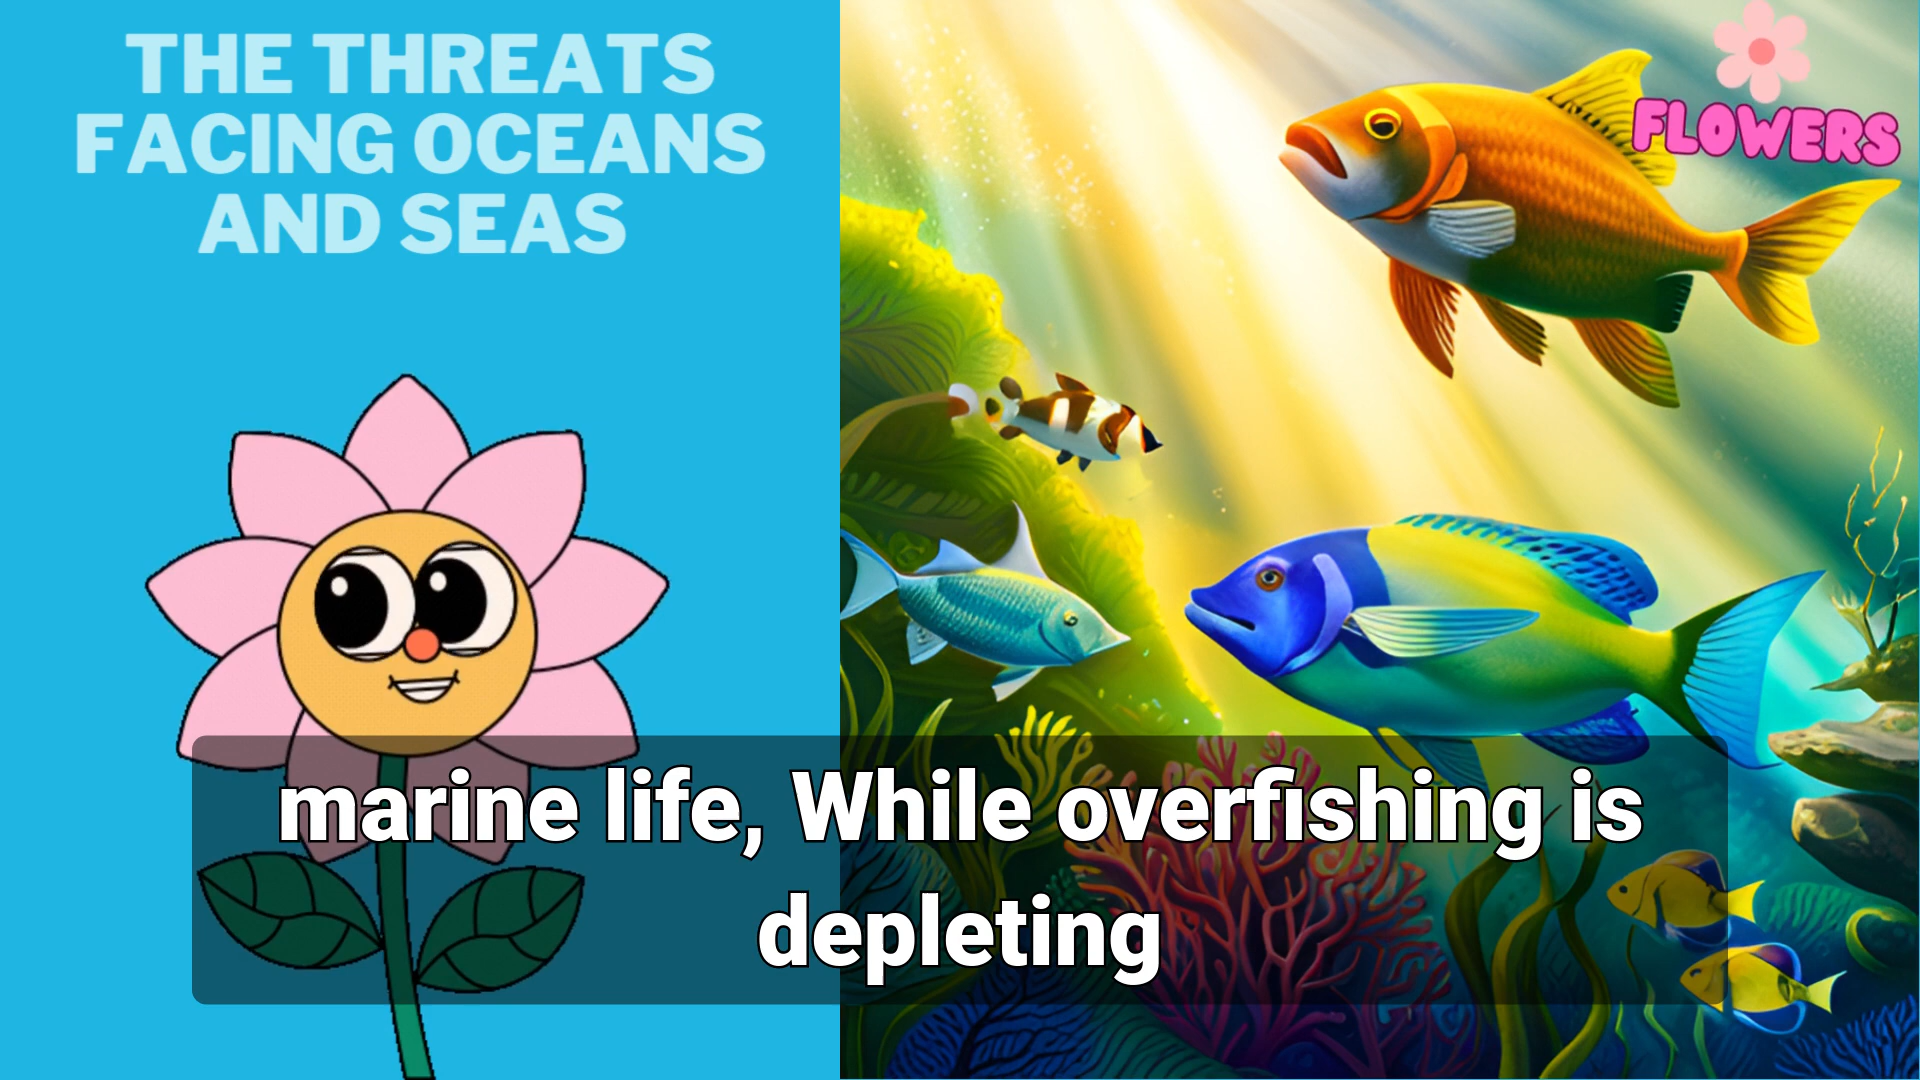 THE THREATS
FACING OCEANS
AND SEAS
FLOWERS
marine life, While overfishing is
depleting